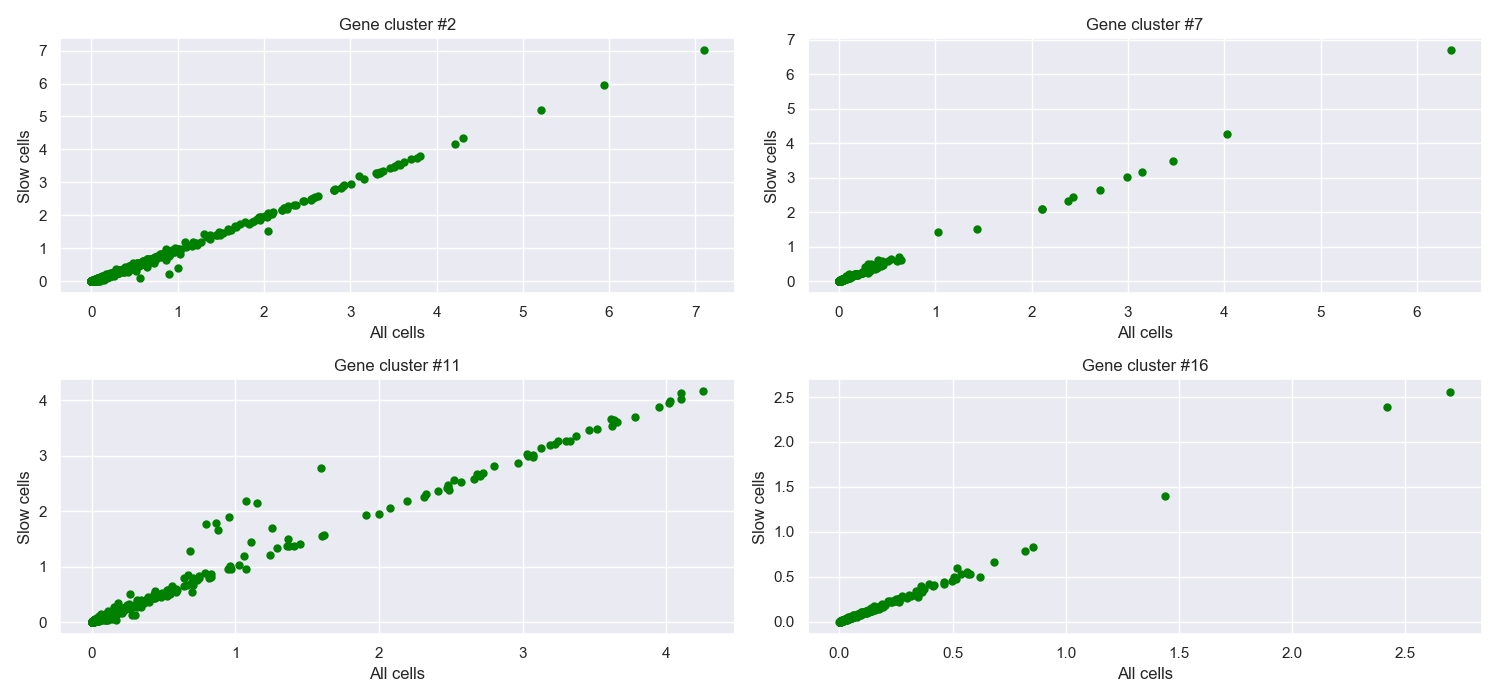 Gene cluster #2
Slow cells
7
6
5
4
3
2
1
0
0 1 2 3 4 5 6 7
All cells
Gene cluster #7
Slow cells
7
6
5
4
3
2
1
0
0 1 2 3 4 5 6
All cells
Gene cluster #11
Slow cells
4
3
2
1
0
0 1 2 3 4
All cells
Gene cluster #16
Slow cells
2.5
2.0
1.5
1.0
0.5
0.0
0.0 0.5 1.0 1.5 2.0 2.5
All cells